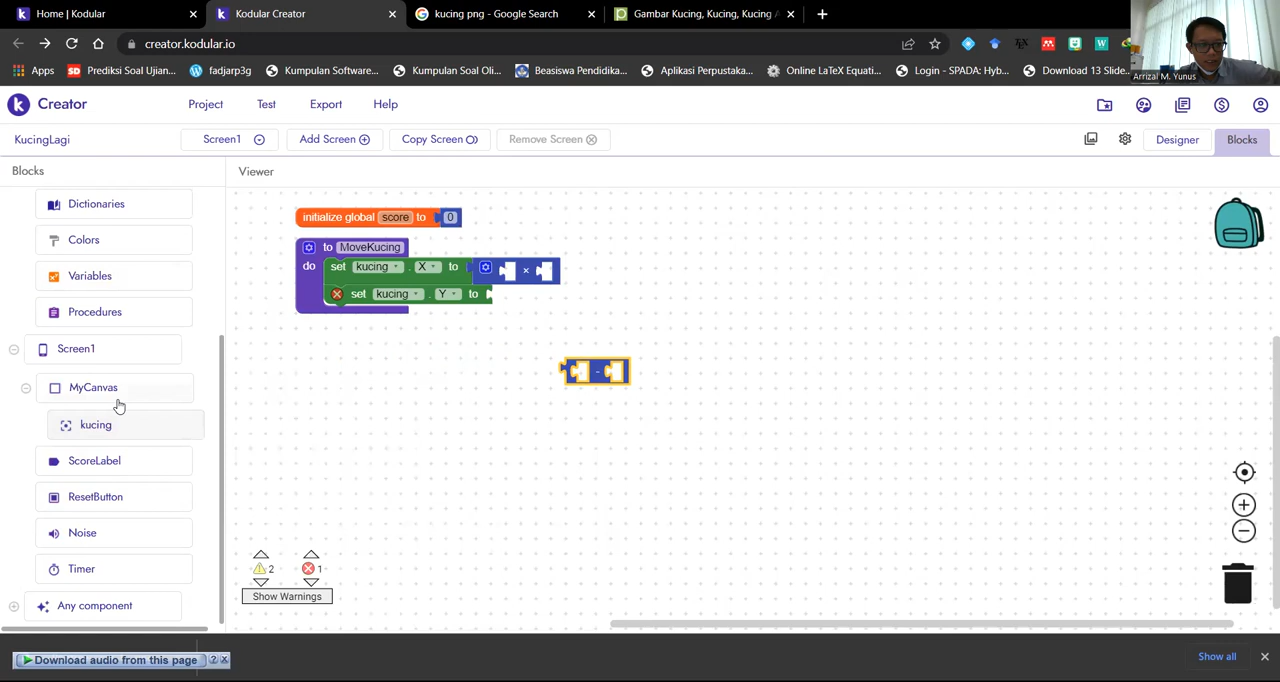 Home | Kodular
Kodular Creator
kucing png - Google Search
Gambar Kucing, Kucing, Kucing
creator.kodular.io
Apps
Prediksi Soal Ujian...
fadjarp3g
Kumpulan Software...
Kumpulan Soal Oli...
Beasiswa Pendidika...
Aplikasi Perpustaka...
Online LaTeX Equati...
Login - SPADA: Hyb...
Download 13 Slide...
Arrizal M. Yunus
Creator
Project
Test
Export
Help
KucingLagi
Screen1
Add Screen
Copy Screen
Remove Screen
Designer
Blocks
Blocks
Viewer
Dictionaries
Colors
Variables
Procedures
Screen1
MyCanvas
kucing
ScoreLabel
ResetButton
Noise
Timer
Any component
initialize global score to 0
to MoveKucing
do set kucing . X to ×
set kucing . Y to
-
2 1
Show Warnings
Download audio from this page ? X
Show all